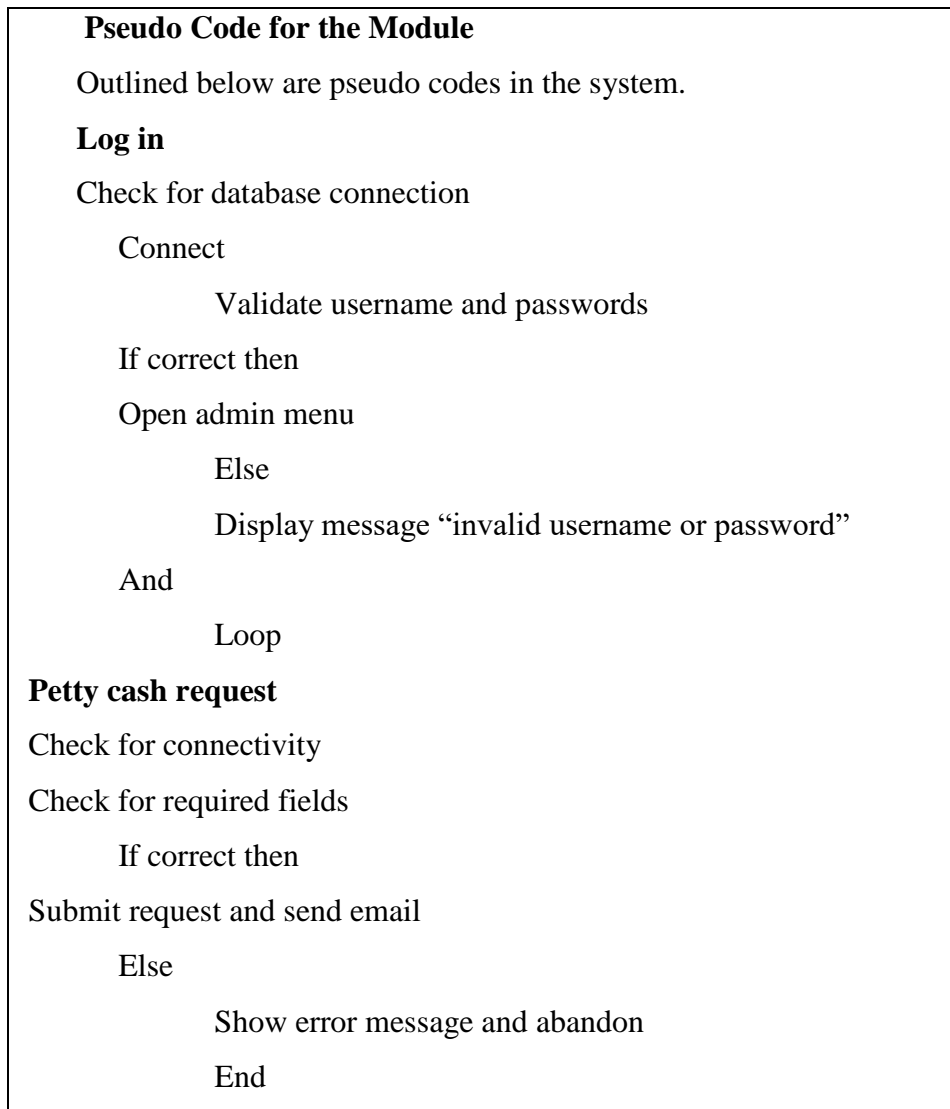 Pseudo Code for the Module
Outlined below are pseudo codes in the system.
Log in
Check for database connection
Connect
Validate username and passwords
If correct then
Open admin menu
Else
Display message “invalid username or password”
And
Loop
Petty cash request
Check for connectivity
Check for required fields
If correct then
Submit request and send email
Else
Show error message and abandon
End